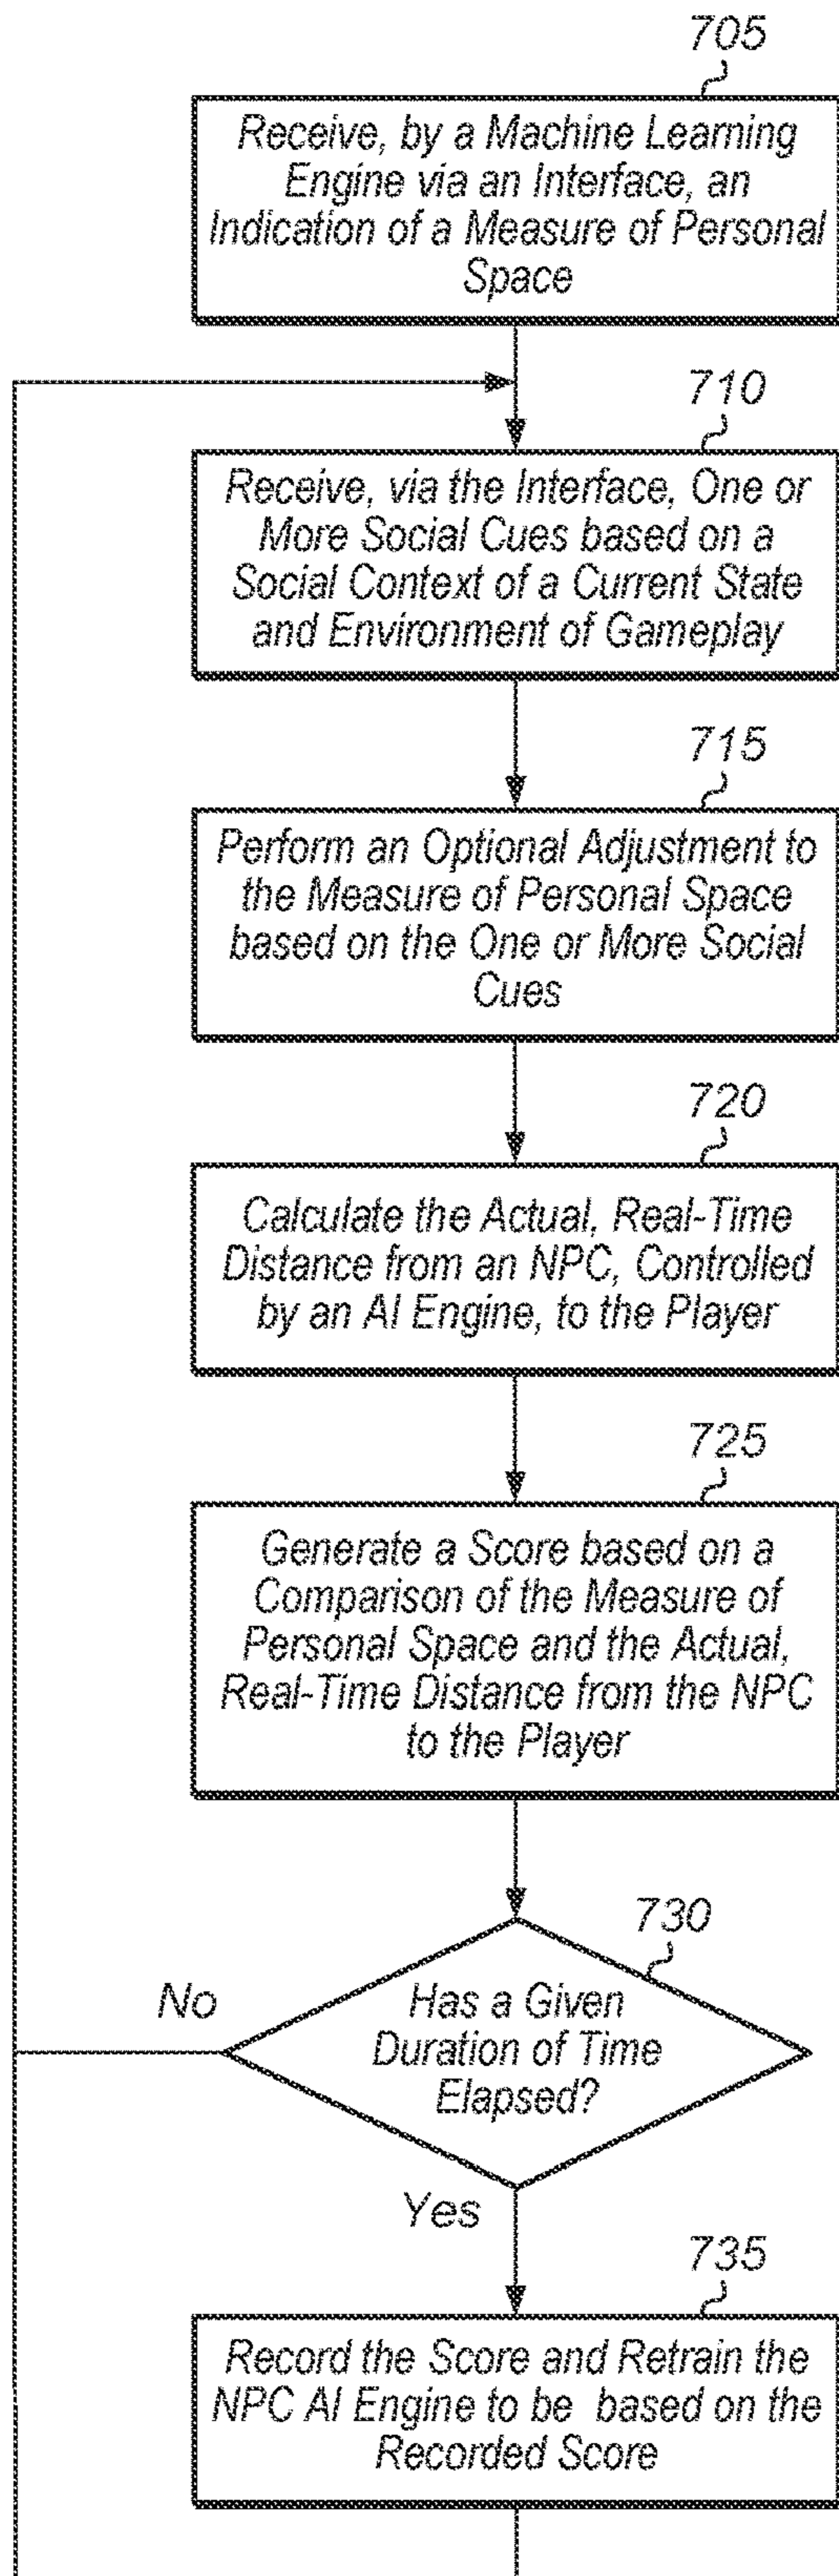 705
Receive, by a Machine Learning
Engine via an Interface, an
Indication of a Measure of Personal
Space
710
Receive, via the Interface, One or
More Social Cues based on a
Social Context of a Current State
and Environment of Gameplay
715
Perform an Optional Adjustment to
the Measure of Personal Space
based on the One or More Social
Cues
720
Calculate the Actual, Real-Time
Distance from an NPC, Controlled
by an AI Engine, to the Player
725
Generate a Score based on a
Comparison of the Measure of
Personal Space and the Actual,
Real-Time Distance from the NPC
to the Player
730
No
Has a Given
Duration of Time
Elapsed?
Yes
735
Record the Score and Retrain the
NPC AI Engine to be based on the
Recorded Score